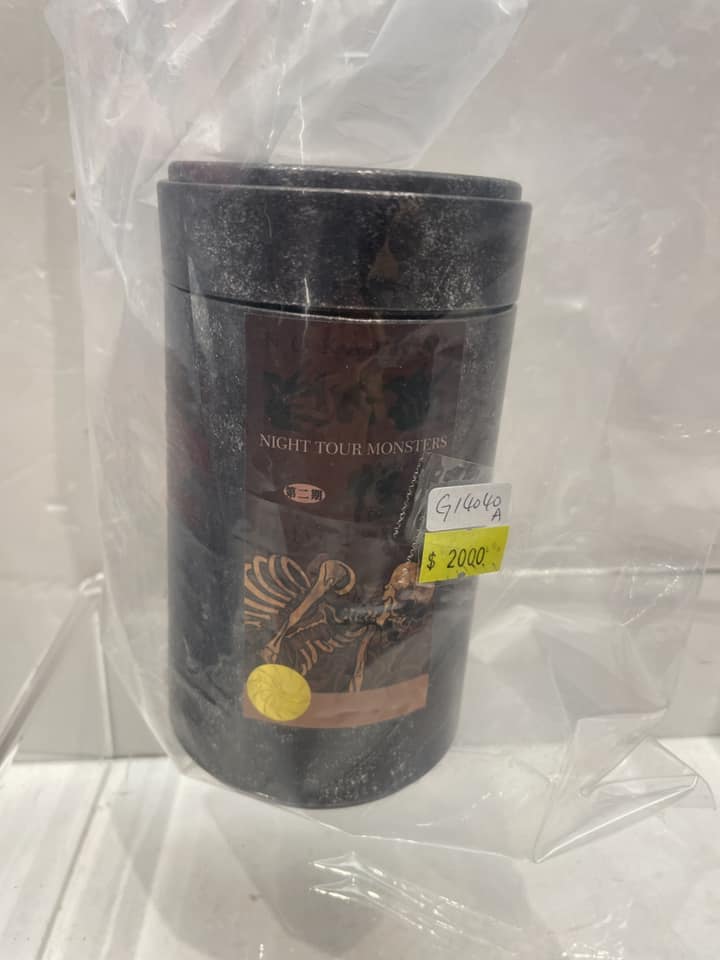 NIGHT TOUR MONSTERS
第二期
G14040
A
$ 2000